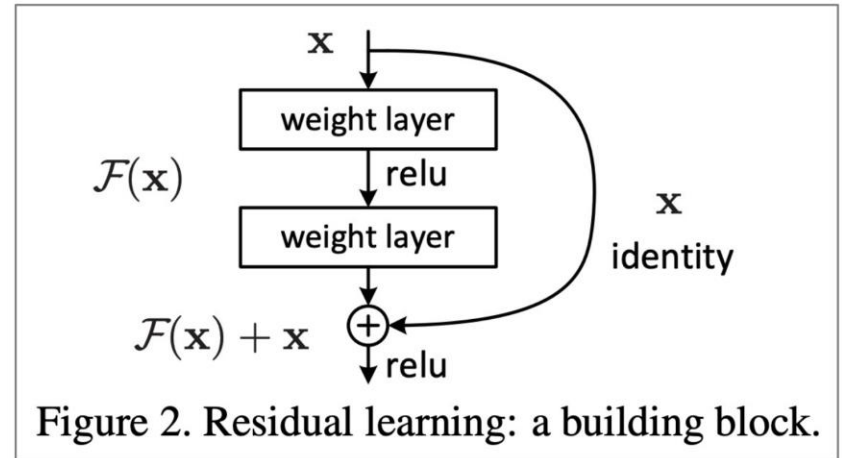 x
weight layer
F(x)
relu
x
weight layer
identity
F(x) + x
+
relu
Figure 2. Residual learning: a building block.